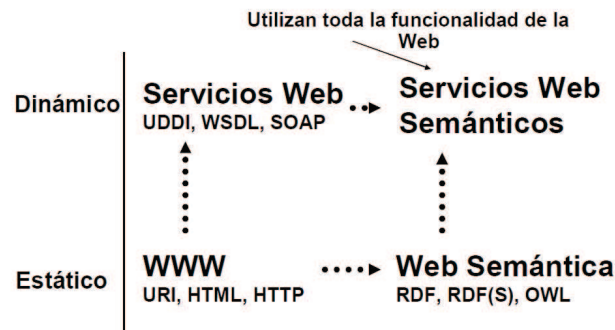 Utilizan toda la funcionalidad de la
Web
Dinámico
Servicios Web
UDDI, WSDL, SOAP
Servicios Web
Semánticos
Estático
WWW
URI, HTML, HTTP
Web Semántica
RDF, RDF(S), OWL